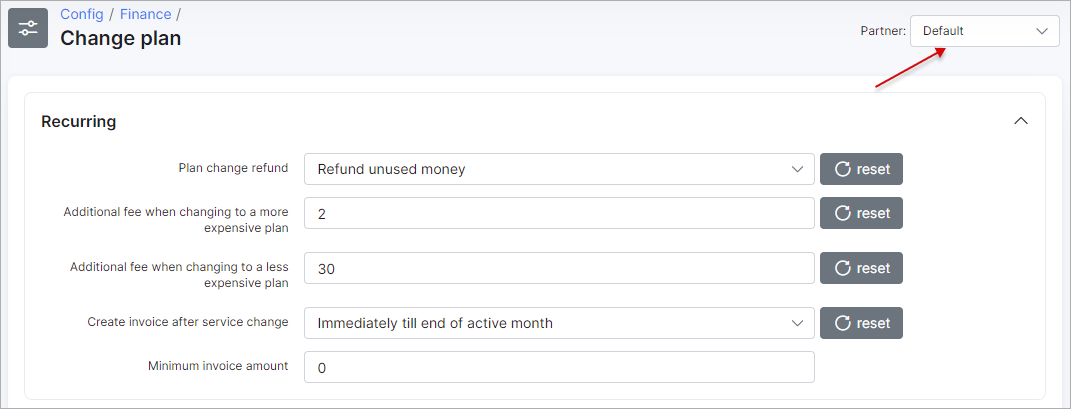 Config / Finance /
Change plan
Partner: Default
Recurring
Plan change refund
Refund unused money
reset
Additional fee when changing to a more
expensive plan
2
reset
Additional fee when changing to a less
expensive plan
30
reset
Create invoice after service change
Immediately till end of active month
reset
Minimum invoice amount
0